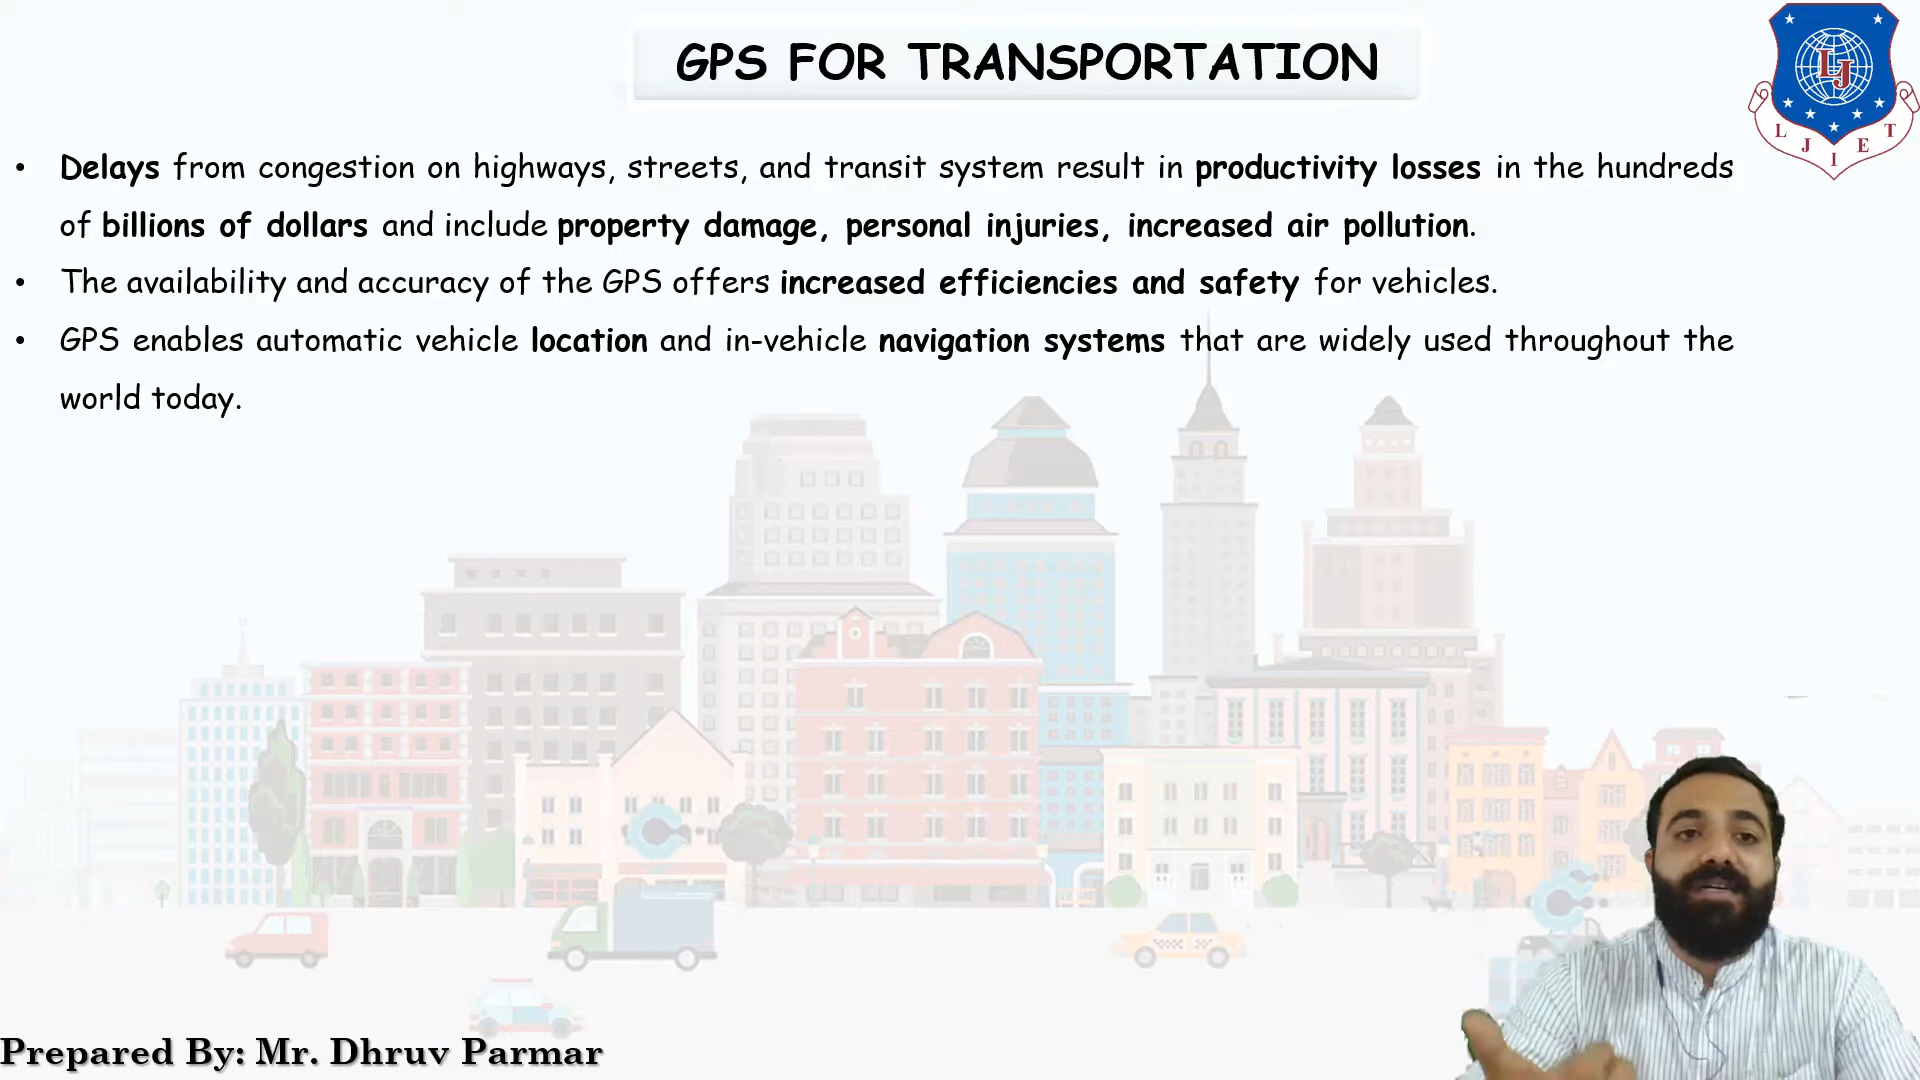 GPS FOR TRANSPORTATION
LJ
L J I E T
• Delays from congestion on highways, streets, and transit system result in productivity losses in the hundreds
of billions of dollars and include property damage, personal injuries, increased air pollution.
• The availability and accuracy of the GPS offers increased efficiencies and safety for vehicles.
• GPS enables automatic vehicle location and in-vehicle navigation systems that are widely used throughout the
world today.
Prepared By: Mr. Dhruv Parmar